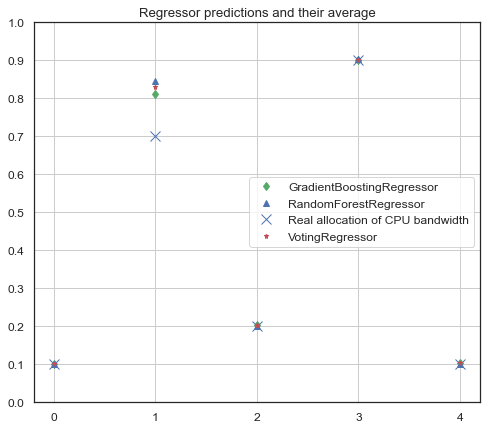 Regressor predictions and their average
1.0
0.9
0.8
0.7
0.6
0.5
0.4
0.3
0.2
0.1
0.0
GradientBoostingRegressor
RandomForestRegressor
Real allocation of CPU bandwidth
VotingRegressor
0 1 2 3 4